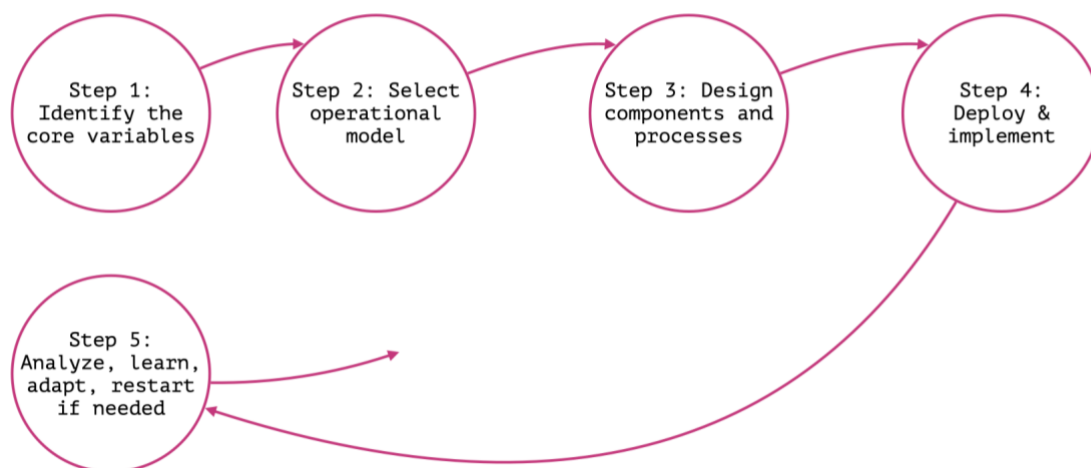 Step 1:
Identify the
core variables
Step 2: Select
operational
model
Step 3: Design
components and
processes
Step 4:
Deploy &
implement
Step 5:
Analyze, learn,
adapt, restart
if needed